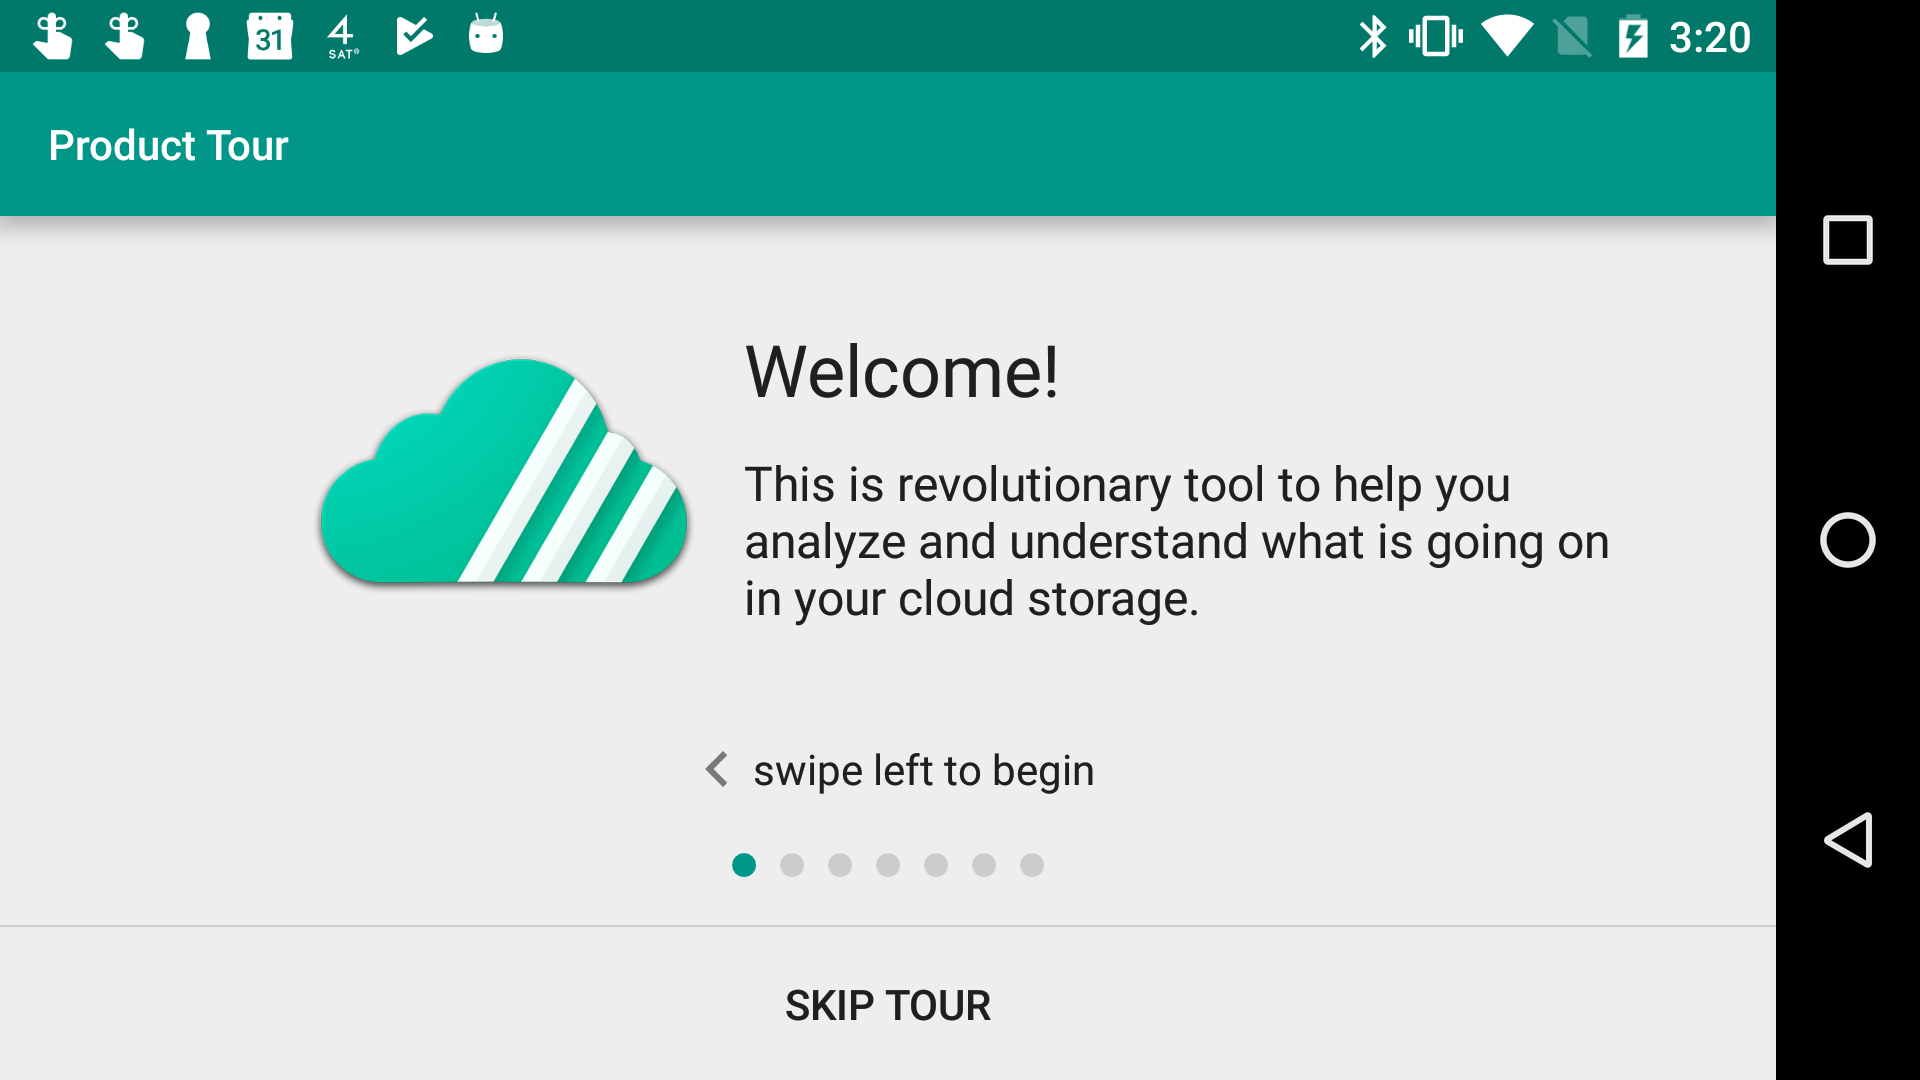 31
4
SAT®
3:20
Product Tour
Welcome!
This is revolutionary tool to help you
analyze and understand what is going on
in your cloud storage.
swipe left to begin
SKIP TOUR